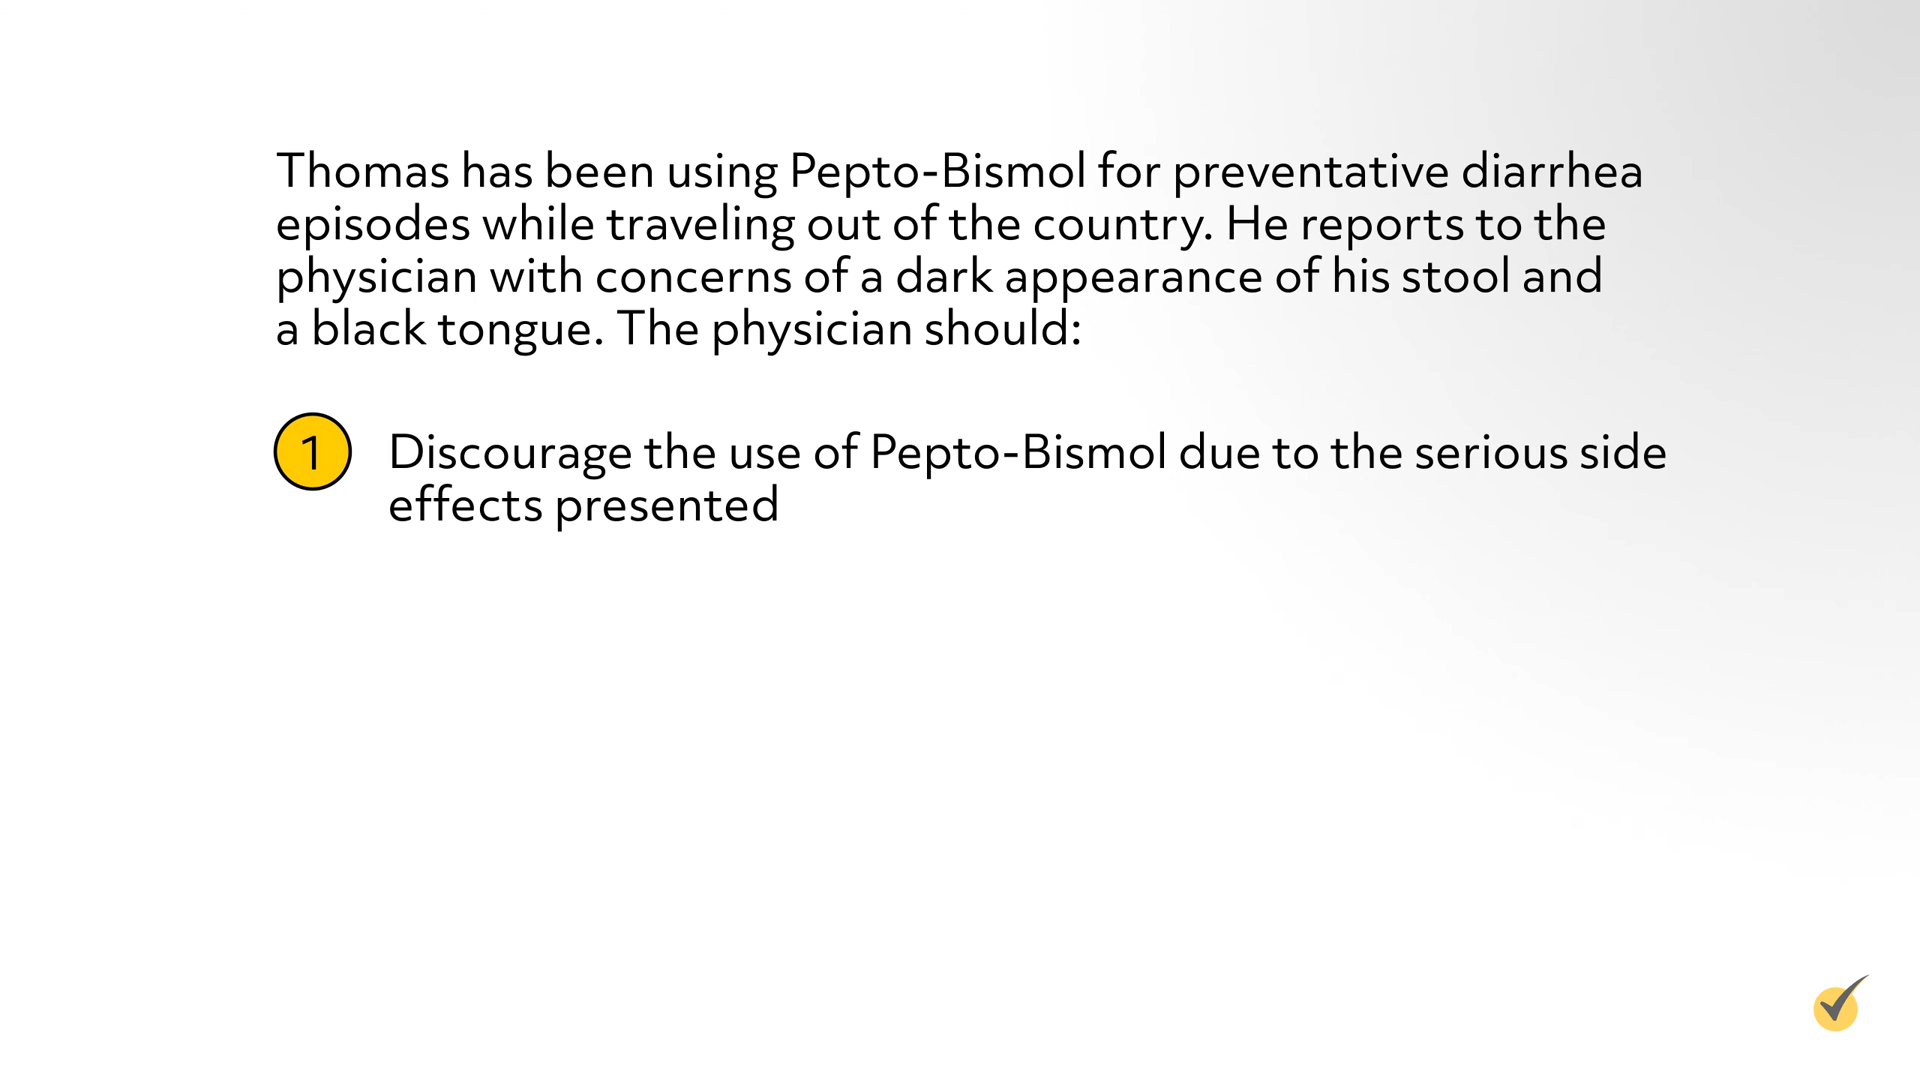 Thomas has been using Pepto-Bismol for preventative diarrhea
episodes while traveling out of the country. He reports to the
physician with concerns of a dark appearance of his stool and
a black tongue. The physician should:
1 Discourage the use of Pepto-Bismol due to the serious side
effects presented